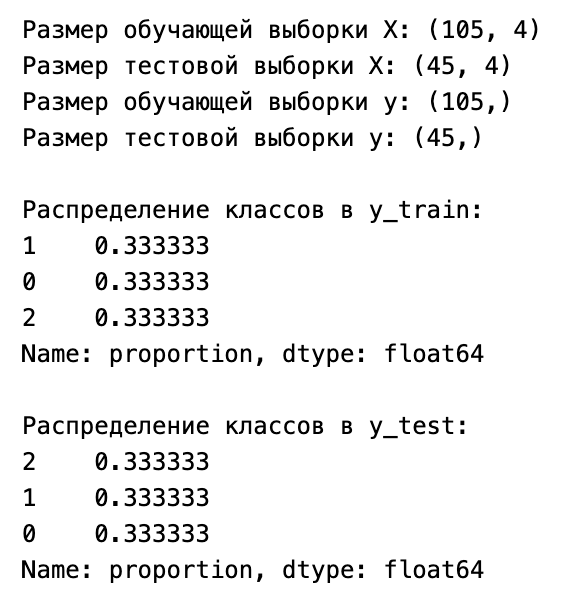 Размер обучающей выборки X: (105, 4)
Размер тестовой выборки X: (45, 4)
Размер обучающей выборки y: (105,)
Размер тестовой выборки y: (45,)

Распределение классов в y_train:
1    0.333333
0    0.333333
2    0.333333
Name: proportion, dtype: float64

Распределение классов в y_test:
2    0.333333
1    0.333333
0    0.333333
Name: proportion, dtype: float64